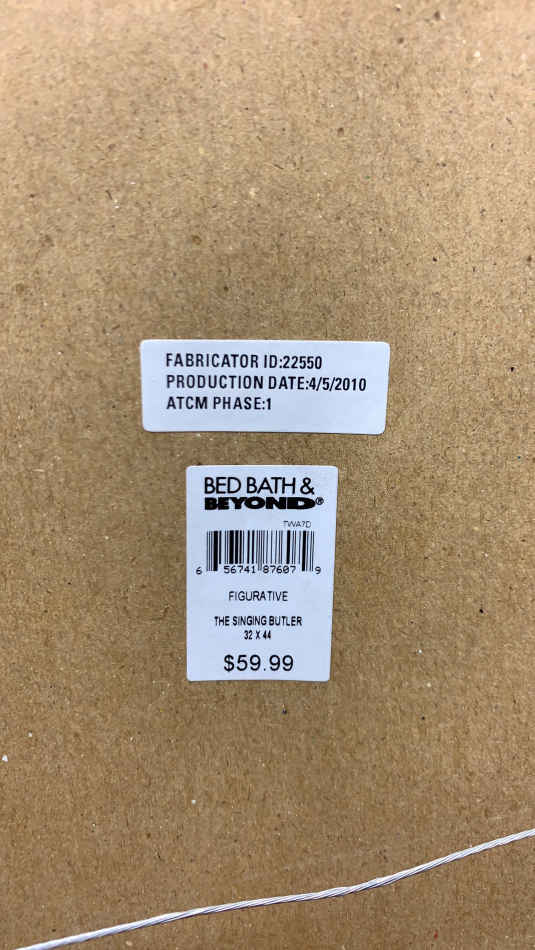 FABRICATOR ID:22550
PRODUCTION DATE:4/5/2010
ATCM PHASE:1
BED BATH &
BEYOND®
TWA7D
6 56741 87607 9
FIGURATIVE
THE SINGING BUTLER
32 X 44
$59.99